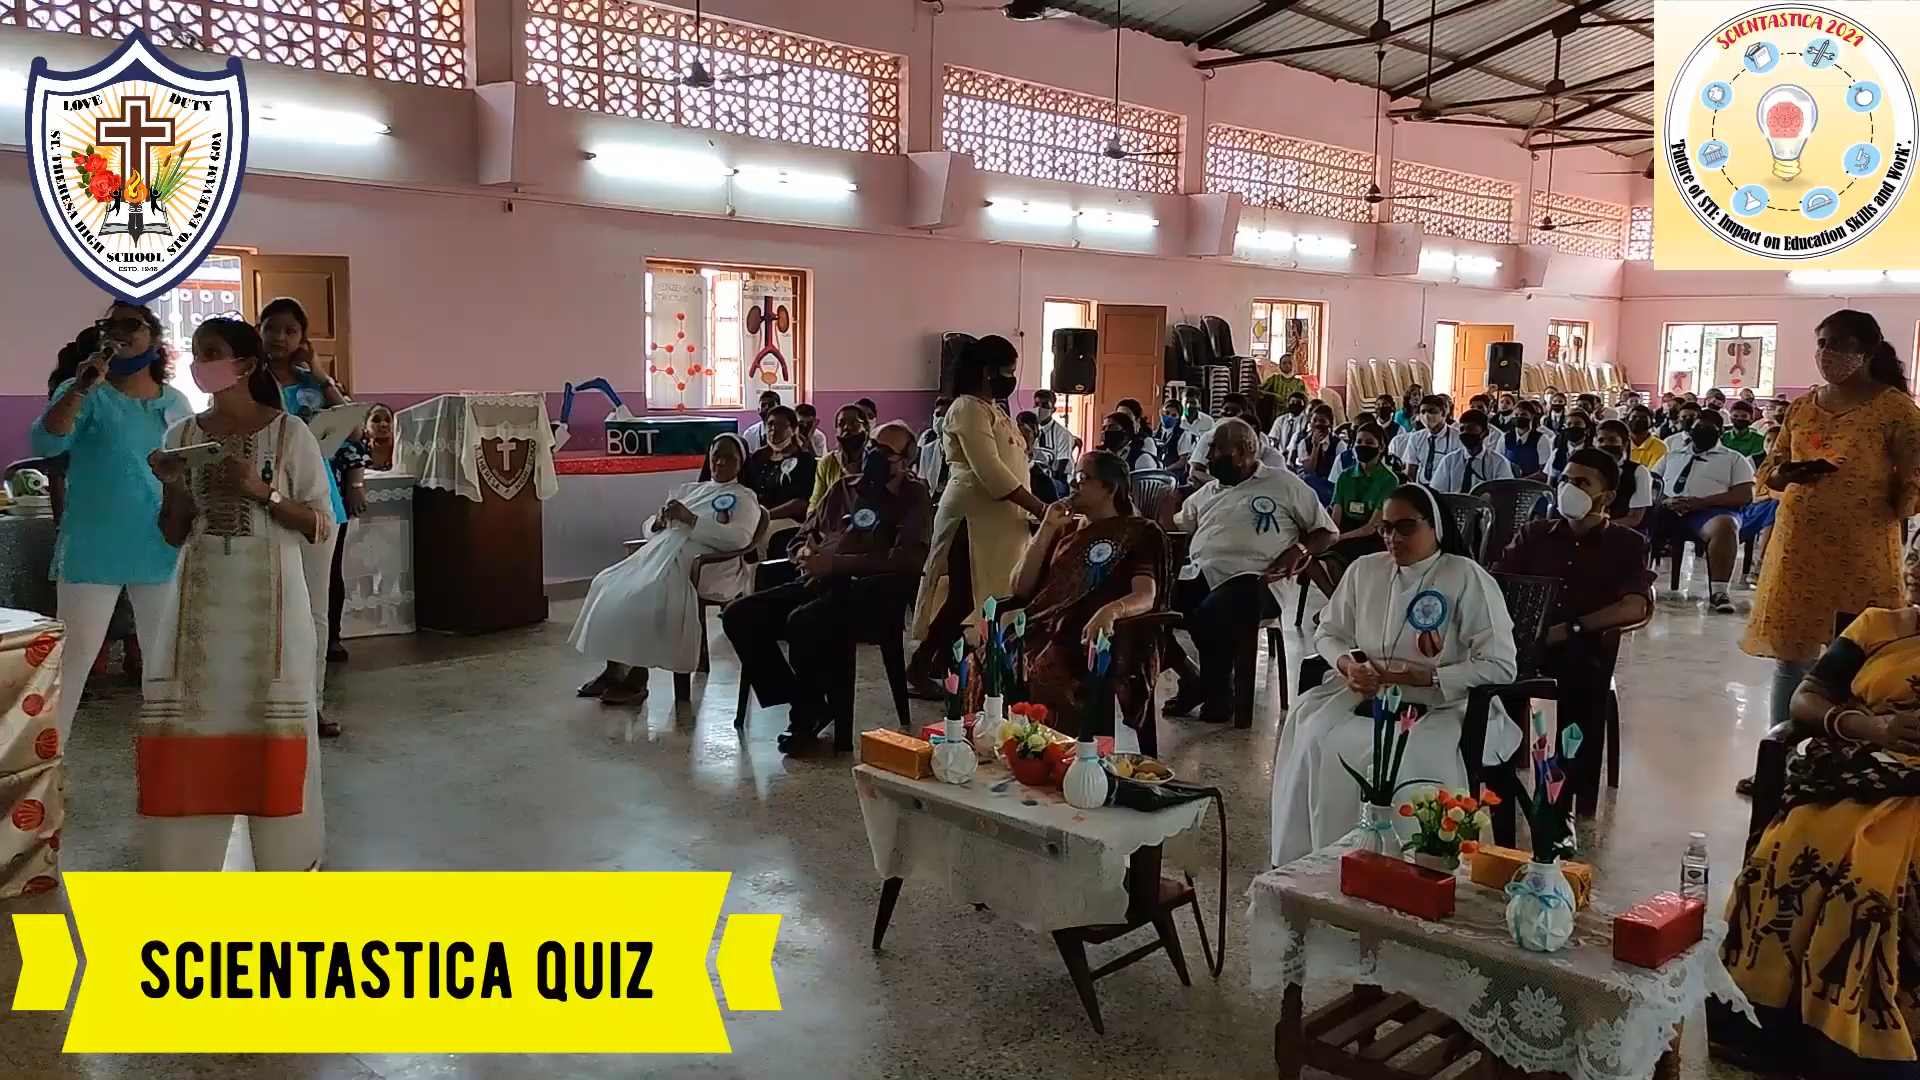 LOVE DUTY
ST. THERESA HIGH SCHOOL STO. ESTEVAM GOA
ESTD. 1946
SCIENTASTICA 2021
"Future of STI: Impact on Education Skills and Work".
BOT
SCIENTASTICA QUIZ